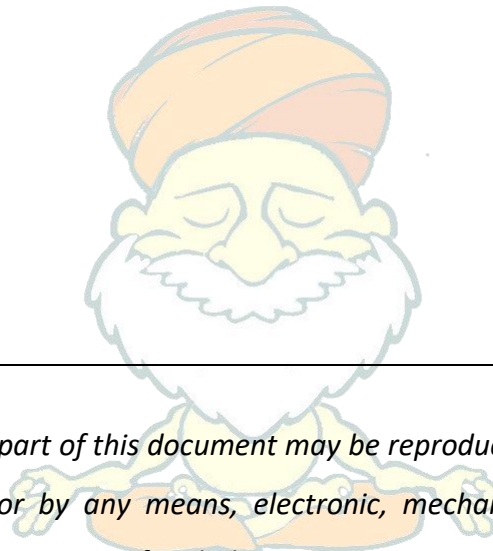 part of this document may be reproduc
or by any means, electronic, mechan